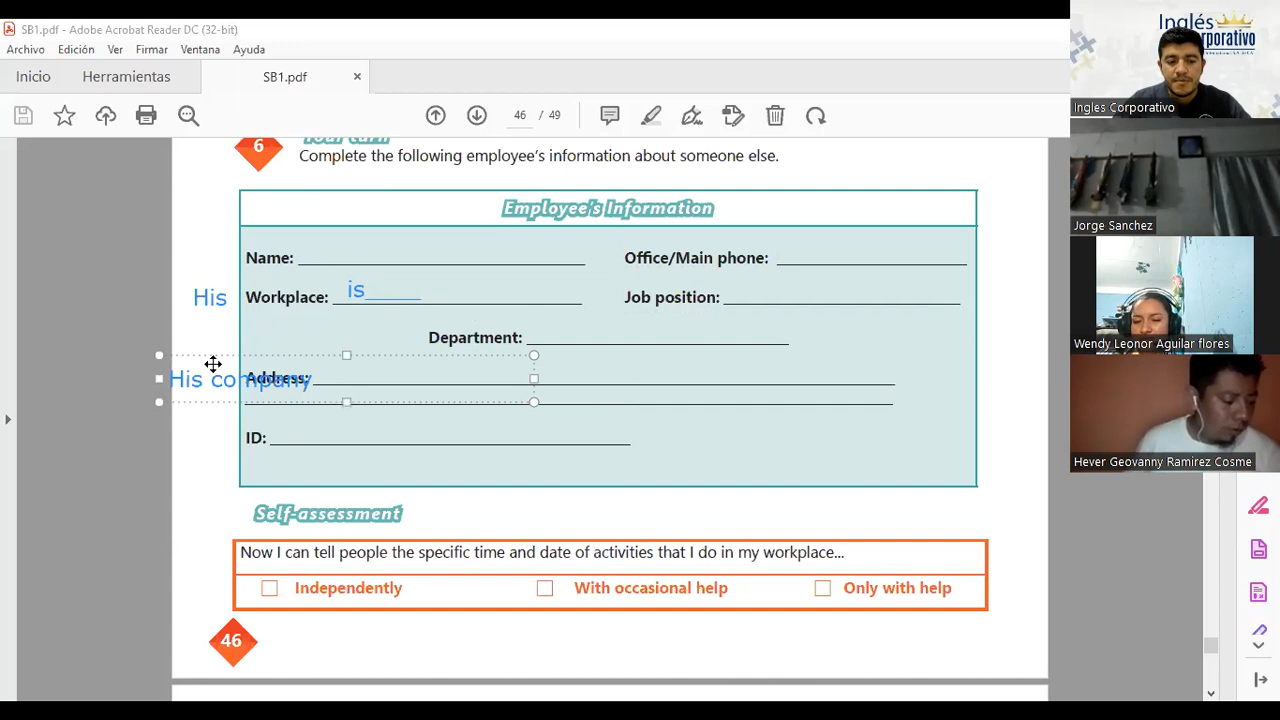 SB1.pdf - Adobe Acrobat Reader DC (32-bit)
Archivo Edición Ver Firmar Ventana Ayuda
Inicio Herramientas SB1.pdf ×
46 / 49
6 Your turn
Complete the following employee's information about someone else.
Employee's Information
Name: Office/Main phone:
His Workplace: is_____ Job position:
Department:
His company Address:
ID:
Self-assessment
Now I can tell people the specific time and date of activities that I do in my workplace...
Independently With occasional help Only with help
46
Inglés
Corporativo
Ingles Corporativo
Jorge Sanchez
Wendy Leonor Aguilar flores
Hever Geovanny Ramirez Cosme